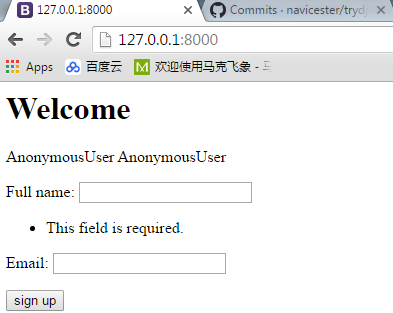 127.0.0.1:8000
Commits · navicester/tryd
127.0.0.1:8000
Apps 百度云 欢迎使用马克飞象 -
Welcome
AnonymousUser AnonymousUser
Full name:
This field is required.
Email:
sign up